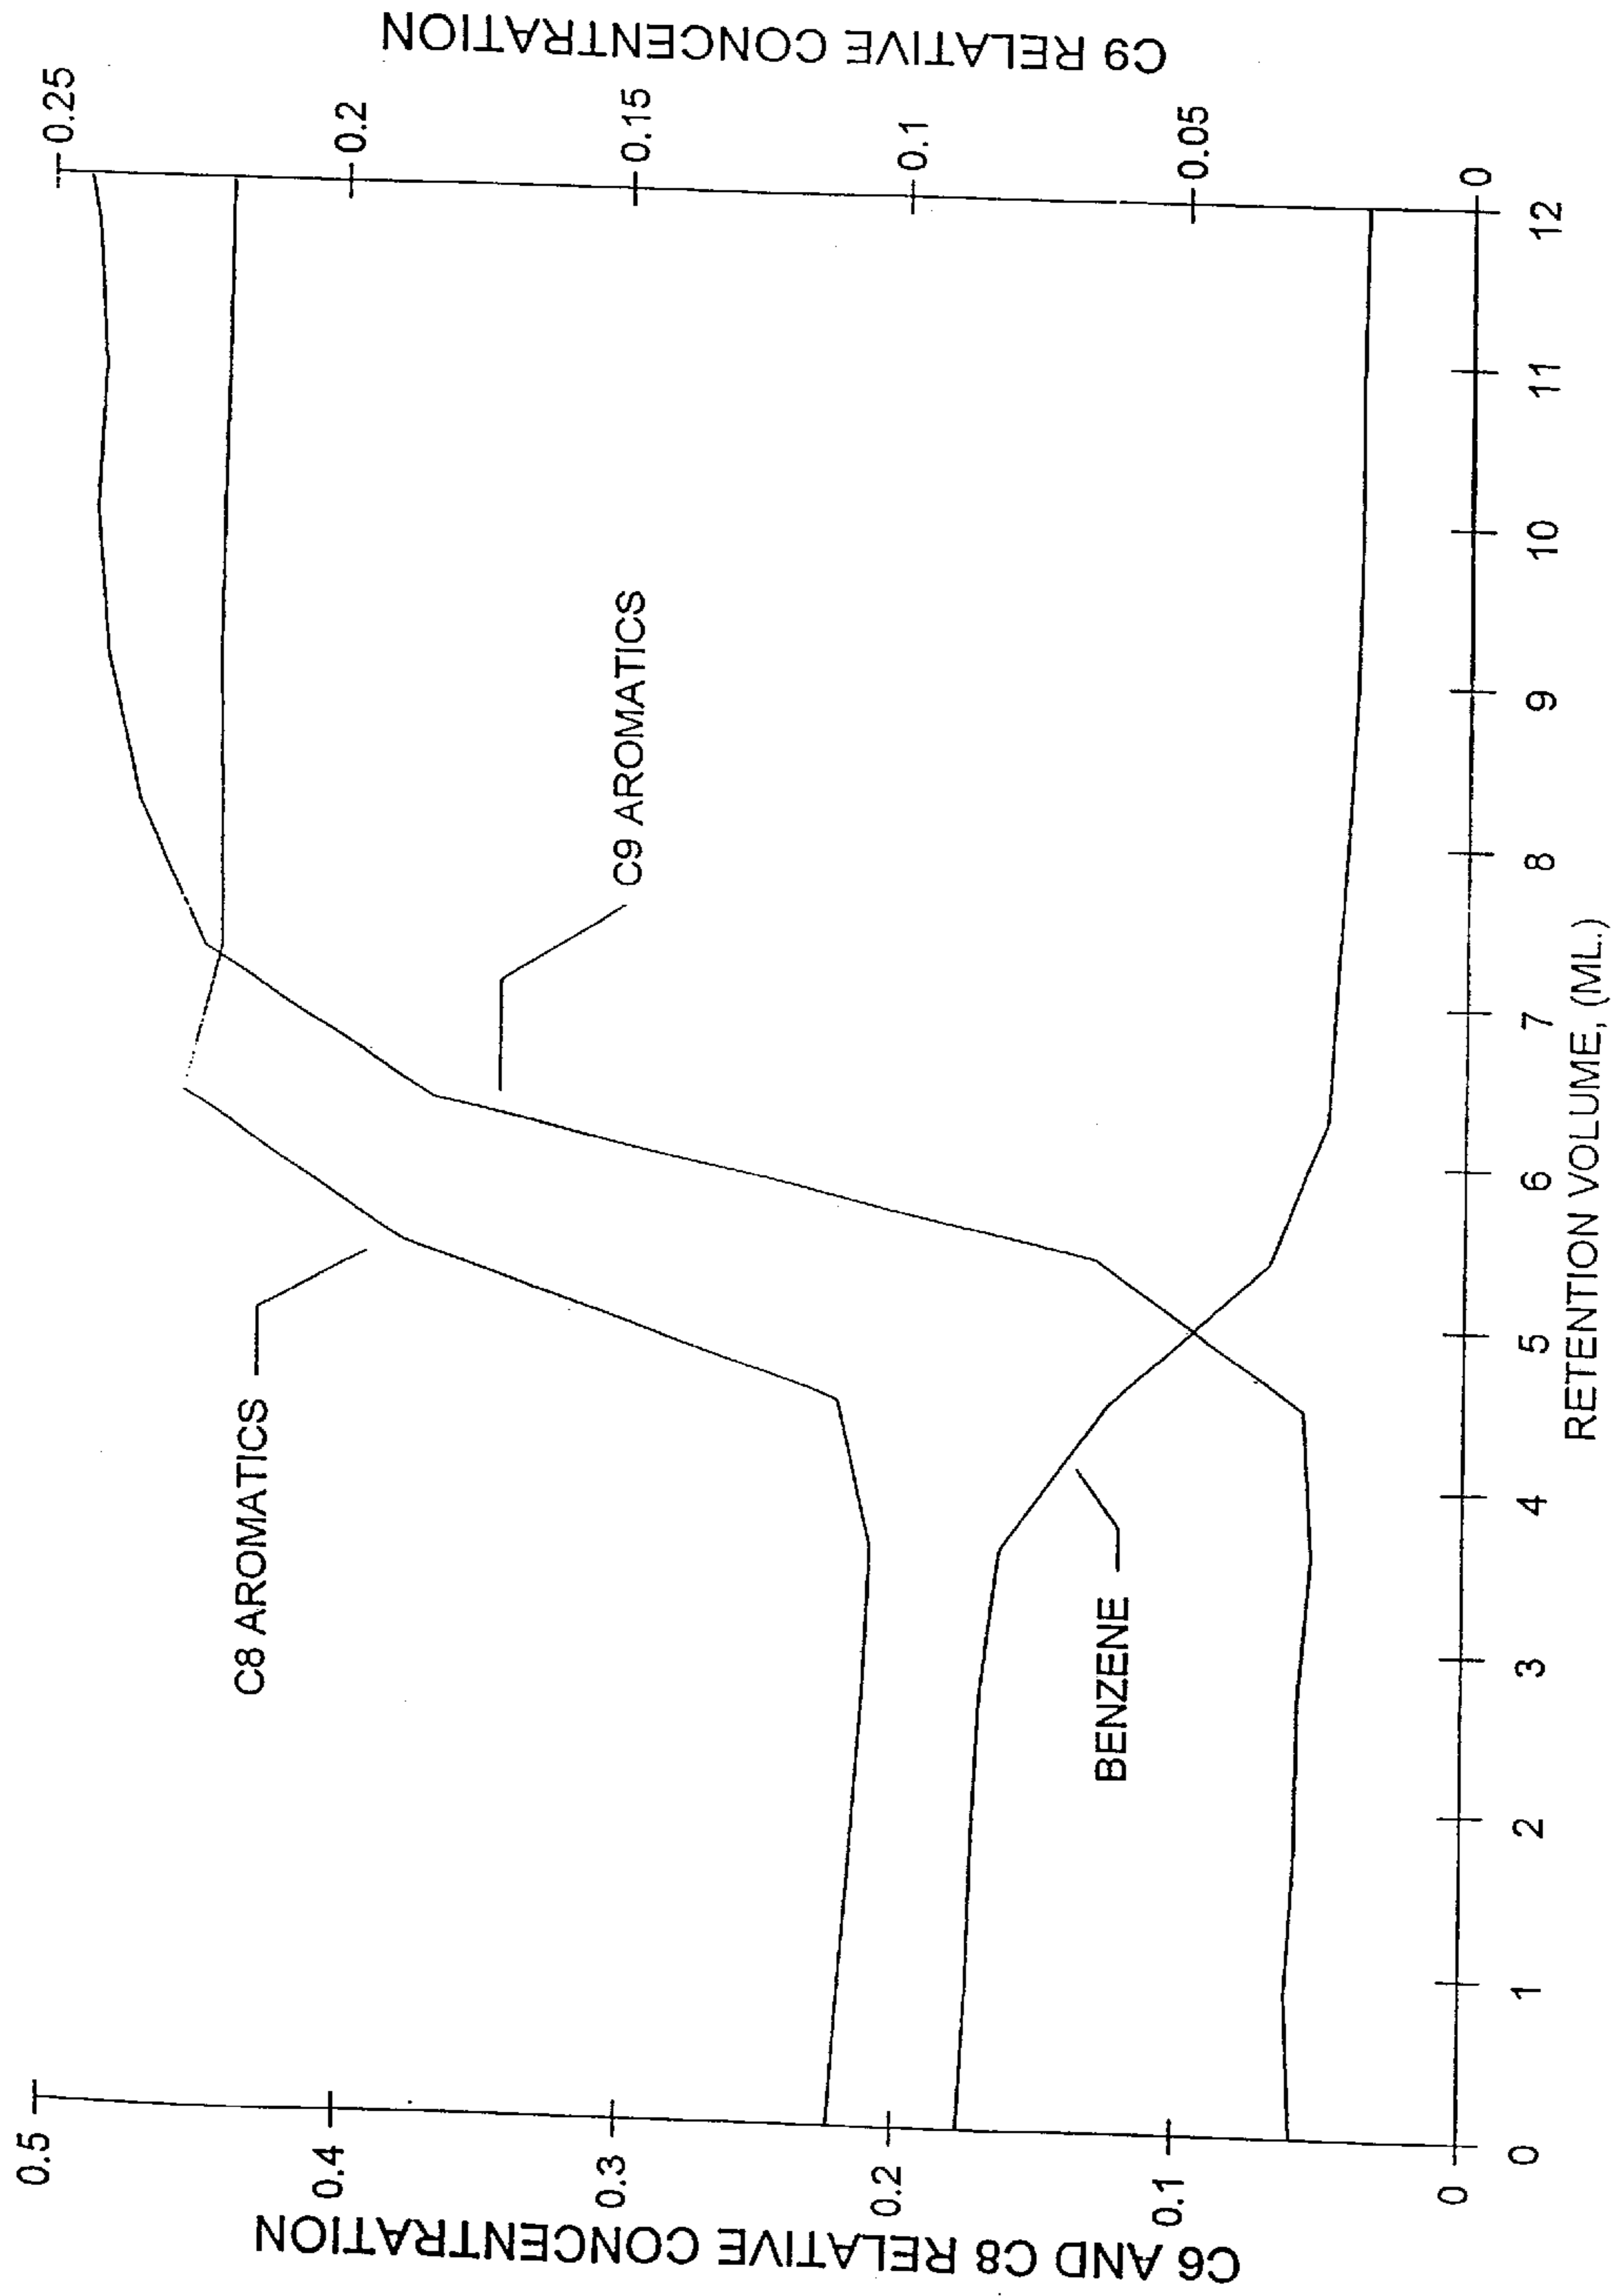 C6 AND C8 RELATIVE CONCENTRATION
0.5
0.4
0.3
0.2
0.1
0
C8 AROMATICS
C9 AROMATICS
BENZENE
0.25
0.2
0.15
0.1
0.05
0
C9 RELATIVE CONCENTRATION
0 1 2 3 4 5 6 7 8 9 10 11 12
RETENTION VOLUME, (ML.)